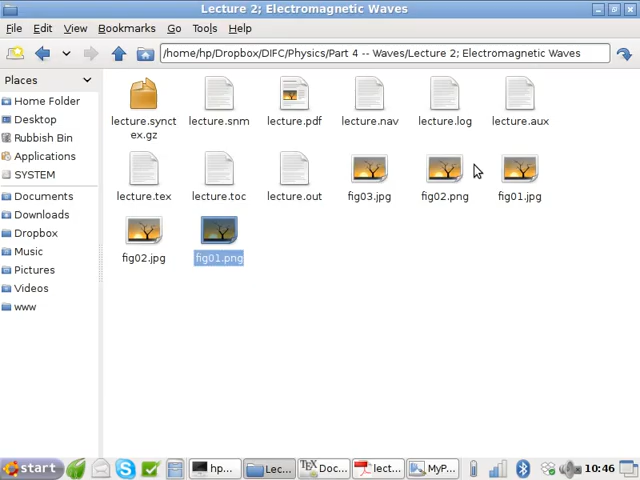 Lecture 2; Electromagnetic Waves
File Edit View Bookmarks Go Tools Help
/home/hp/Dropbox/DIFC/Physics/Part 4 -- Waves/Lecture 2; Electromagnetic Waves
Places
Home Folder
Desktop
Rubbish Bin
Applications
SYSTEM
Documents
Downloads
Dropbox
Music
Pictures
Videos
www
lecture.synct
ex.gz
lecture.snm
lecture.pdf
lecture.nav
lecture.log
lecture.aux
lecture.tex
lecture.toc
lecture.out
fig03.jpg
fig02.png
fig01.jpg
fig02.jpg
fig01.png
start
hp...
Lec...
TEX Doc...
lect...
MyP...
10:46